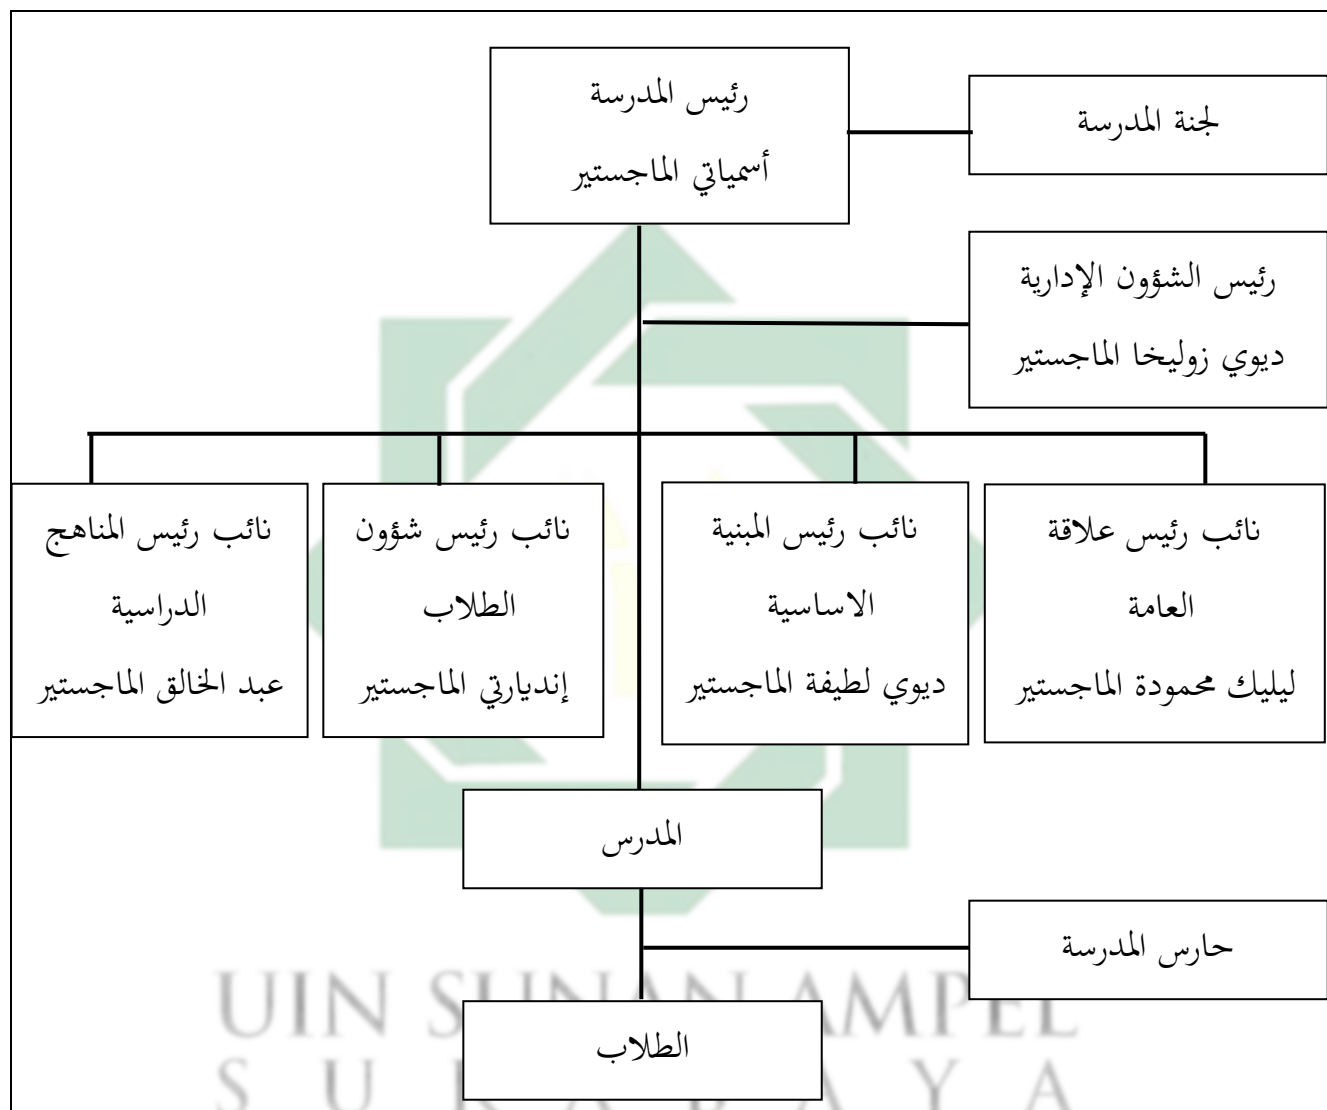 رئيس المدرسة
أسمياتي الماجستير
لجنة المدرسة
رئيس الشؤون الإدارية
ديوي زوليخا الماجستير
نائب رئيس علاقة
العامة
ليليك محمودة الماجستير
نائب رئيس المبنية
الاساسية
ديوي لطيفة الماجستير
نائب رئيس شؤون
الطلاب
إنديارتي الماجستير
نائب رئيس المناهج
الدراسية
عبد الخالق الماجستير
المدرس
حارس المدرسة
الطلاب
UIN SUNAN AMPEL
SURABAYA